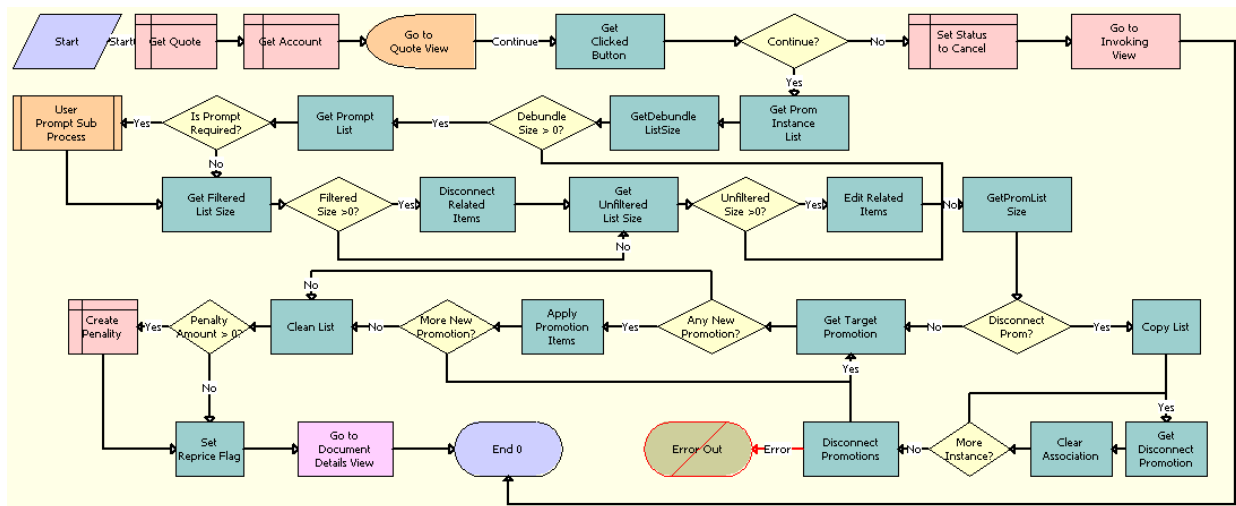 Start
Start
Get Quote
Get Account
Go to
Quote View
Continue
Get
Clicked
Button
Continue?
No
Set Status
to Cancel
Go to
Invoking
View
Yes
User
Prompt Sub
Process
Yes
Is Prompt
Required?
Get Prompt
List
Yes
Debundle
Size > 0?
GetDebundle
ListSize
Get Prom
Instance
List
No
Get Filtered
List Size
Filtered
Size >0?
Yes
Disconnect
Related
Items
Get
Unfiltered
List Size
Unfiltered
Size >0?
Yes
Edit Related
Items
No
GetPromList
Size
No
No
Create
Penality
Yes
Penalty
Amount > 0?
Clean List
No
More New
Promotion?
Apply
Promotion
Items
Yes
Any New
Promotion?
Get Target
Promotion
No
Disconnect
Prom?
Yes
Copy List
No
Yes
Yes
Set
Reprice Flag
Go to
Document
Details View
End 0
Error Out
Error
Disconnect
Promotions
No
More
Instance?
Clear
Association
Get
Disconnect
Promotion